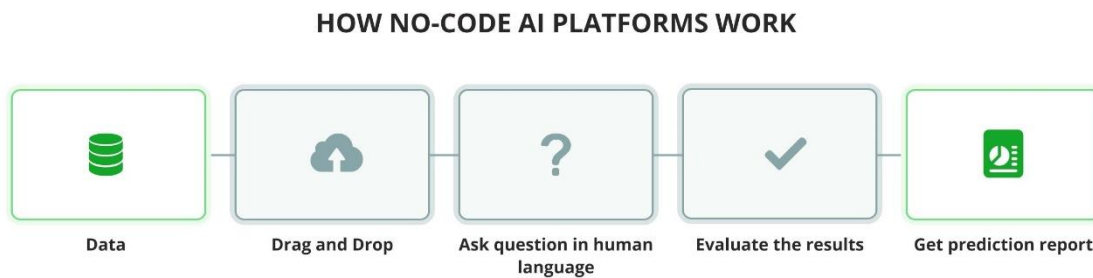 HOW NO-CODE AI PLATFORMS WORK
Data
Drag and Drop
Ask question in human
language
Evaluate the results
Get prediction report